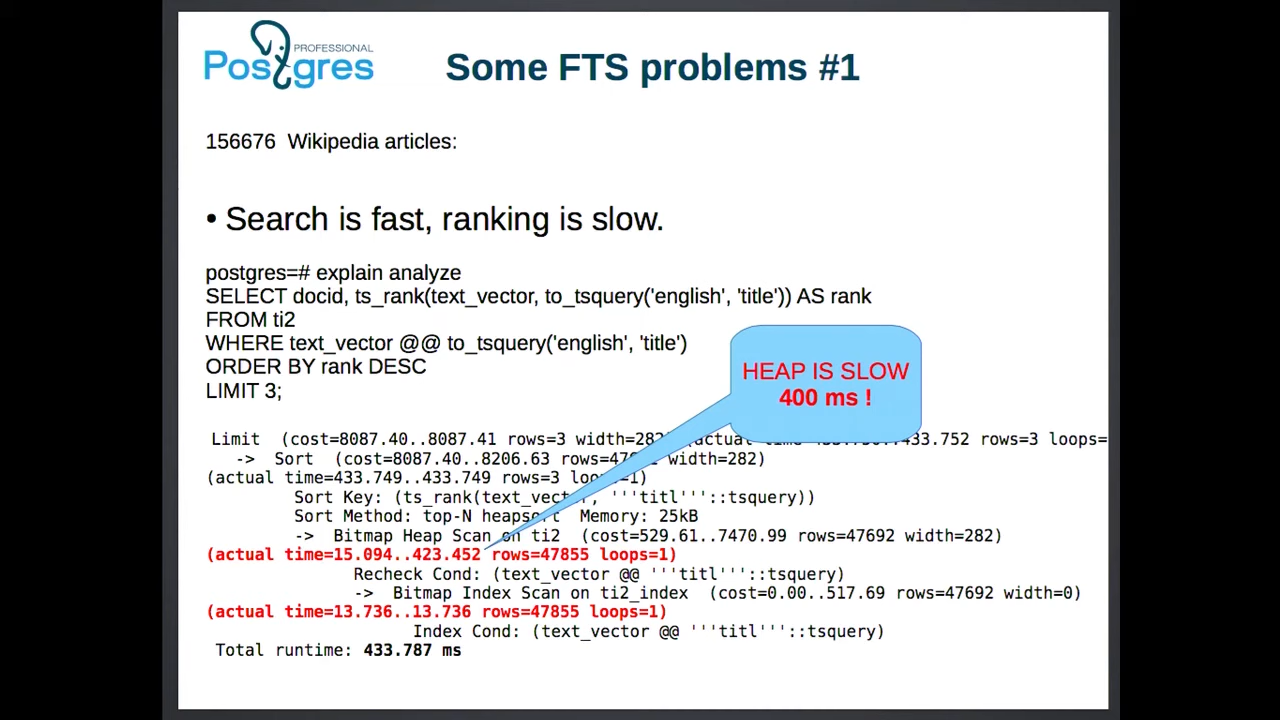 PROFESSIONAL
Postgres
Some FTS problems #1
156676 Wikipedia articles:
• Search is fast, ranking is slow.
postgres=# explain analyze
SELECT docid, ts_rank(text_vector, to_tsquery('english', 'title')) AS rank
FROM ti2
WHERE text_vector @@ to_tsquery('english', 'title')
ORDER BY rank DESC
LIMIT 3;
HEAP IS SLOW
400 ms !
Limit (cost=8087.40..8087.41 rows=3 width=282) (actual time 433.752 rows=3 loops=
-> Sort (cost=8087.40..8206.63 width=282)
(actual time=433.749..433.749 rows=3 loops=1)
Sort Key: (ts_rank(text_vector, '''titl'''::tsquery))
Sort Method: top-N heapsort Memory: 25kB
-> Bitmap Heap Scan on ti2 (cost=529.61..7470.99 rows=47692 width=282)
(actual time=15.094..423.452 rows=47855 loops=1)
Recheck Cond: (text_vector @@ '''titl'''::tsquery)
-> Bitmap Index Scan on ti2_index (cost=0.00..517.69 rows=47692 width=0)
(actual time=13.736..13.736 rows=47855 loops=1)
Index Cond: (text_vector @@ '''titl'''::tsquery)
Total runtime: 433.787 ms